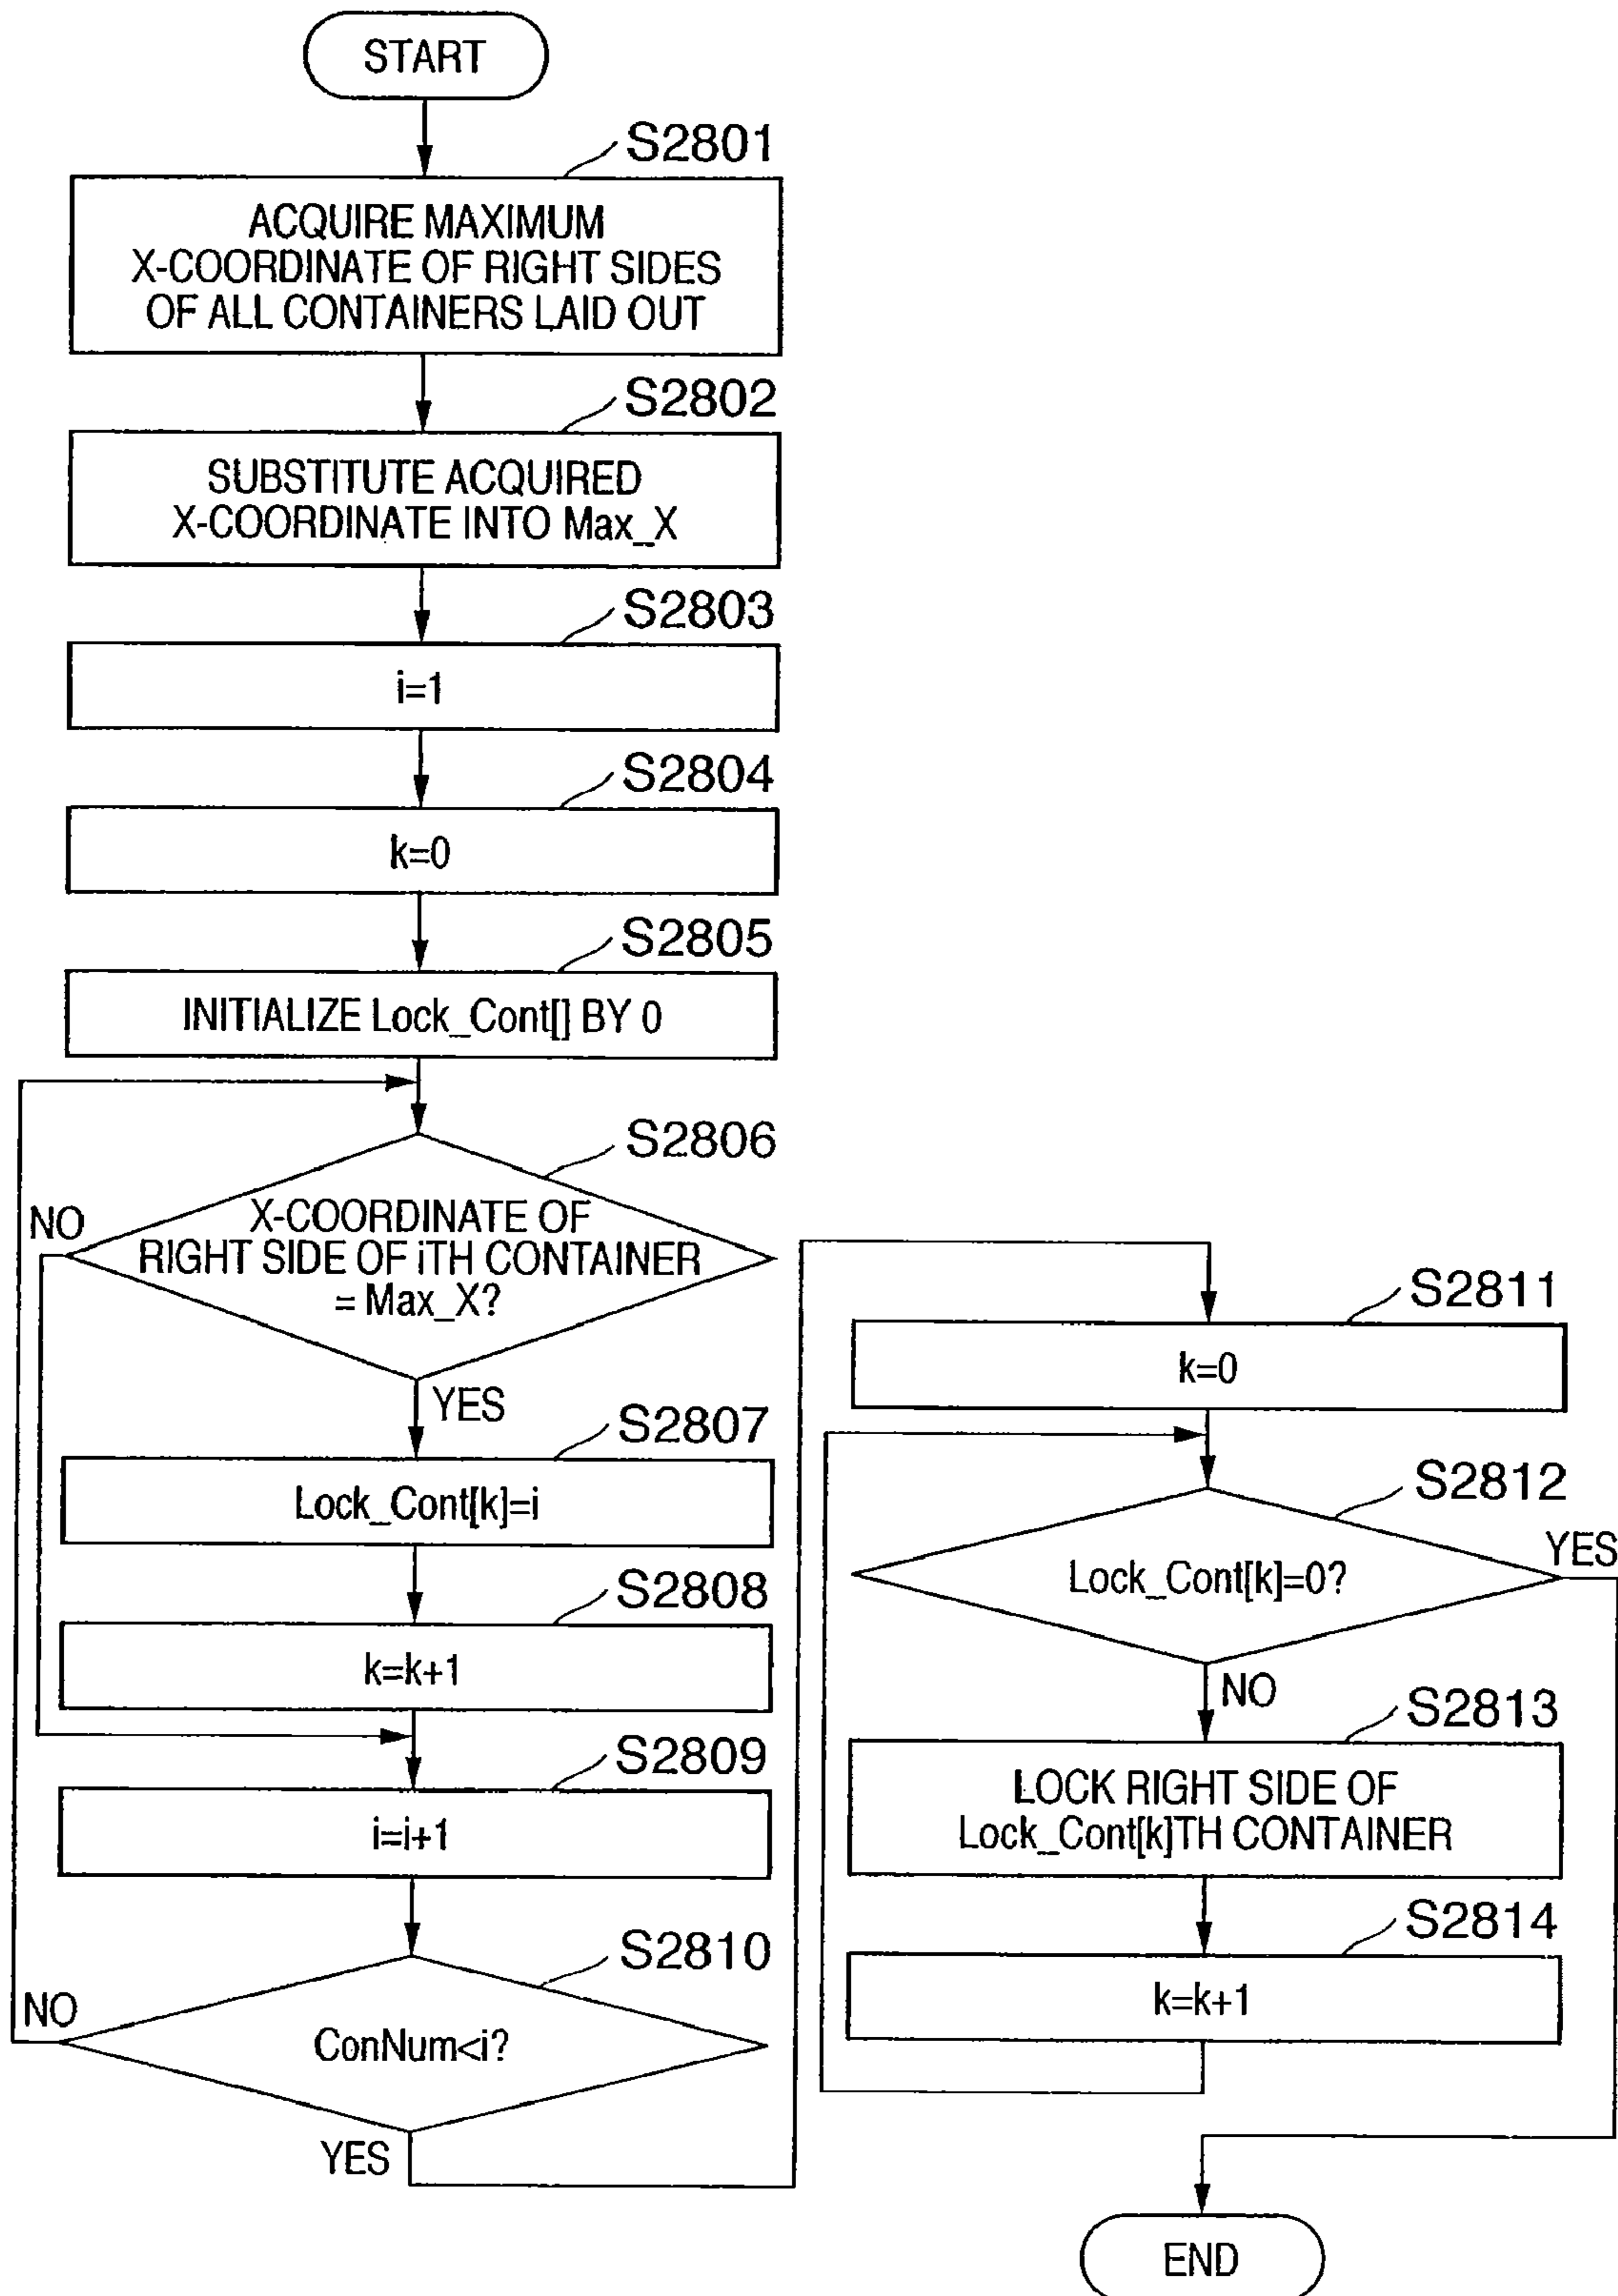 START
S2801
ACQUIRE MAXIMUM
X-COORDINATE OF RIGHT SIDES
OF ALL CONTAINERS LAID OUT
S2802
SUBSTITUTE ACQUIRED
X-COORDINATE INTO Max_X
S2803
i=1
S2804
k=0
S2805
INITIALIZE Lock_Cont[] BY 0
S2806
NO
X-COORDINATE OF
RIGHT SIDE OF iTH CONTAINER
= Max_X?
YES
S2807
Lock_Cont[k]=i
S2808
k=k+1
S2809
i=i+1
S2810
NO
ConNum<i?
YES
S2811
k=0
S2812
YES
Lock_Cont[k]=0?
NO
S2813
LOCK RIGHT SIDE OF
Lock_Cont[k]TH CONTAINER
S2814
k=k+1
END